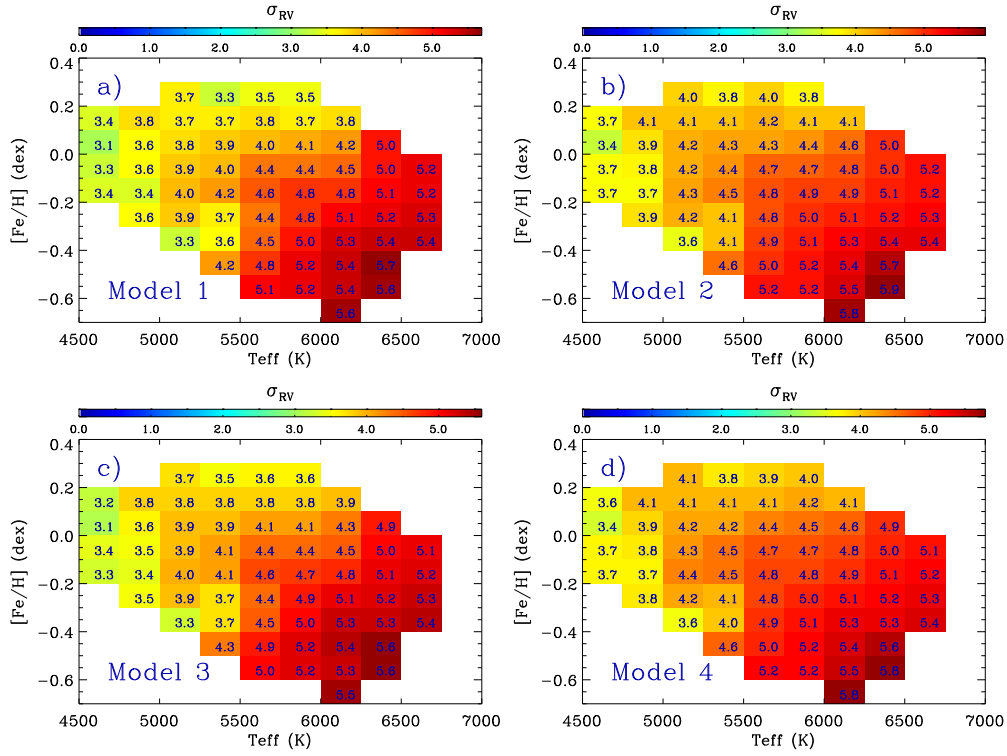 σRV
0.0 1.0 2.0 3.0 4.0 5.0
a)
3.7 3.3 3.5 3.5
3.4 3.8 3.7 3.7 3.8 3.7 3.8
3.1 3.6 3.8 3.9 4.0 4.1 4.2 5.0
3.3 3.6 3.9 4.0 4.4 4.4 4.5 5.0 5.2
3.4 3.4 4.0 4.2 4.6 4.8 4.8 5.1 5.2
3.6 3.9 3.7 4.4 4.8 5.1 5.2 5.3
3.3 3.6 4.5 5.0 5.3 5.4 5.4
4.2 4.8 5.2 5.4 5.7
5.1 5.2 5.4 5.6
5.6
Model 1
0.4
0.2
0.0
−0.2
−0.4
−0.6
[Fe/H] (dex)
4500 5000 5500 6000 6500 7000
Teff (K)
σRV
0.0 1.0 2.0 3.0 4.0 5.0
b)
4.0 3.8 4.0 3.8
3.7 4.1 4.1 4.1 4.2 4.1 4.1
3.4 3.9 4.2 4.3 4.3 4.4 4.6 5.0
3.7 3.8 4.2 4.4 4.7 4.7 4.8 5.0 5.2
3.7 3.7 4.3 4.5 4.8 4.9 4.9 5.1 5.2
3.9 4.2 4.1 4.8 5.0 5.1 5.2 5.3
3.6 4.1 4.9 5.1 5.3 5.4 5.4
4.6 5.0 5.2 5.4 5.7
5.2 5.2 5.5 5.9
5.8
Model 2
0.4
0.2
0.0
−0.2
−0.4
−0.6
[Fe/H] (dex)
4500 5000 5500 6000 6500 7000
Teff (K)
σRV
0.0 1.0 2.0 3.0 4.0 5.0
c)
3.7 3.5 3.6 3.6
3.2 3.8 3.8 3.8 3.8 3.8 3.9
3.1 3.6 3.9 3.9 4.1 4.1 4.3 4.9
3.4 3.5 3.9 4.1 4.4 4.4 4.5 5.0 5.1
3.3 3.4 4.0 4.1 4.6 4.7 4.8 5.1 5.2
3.5 3.9 3.7 4.4 4.9 5.1 5.2 5.3
3.3 3.7 4.5 5.0 5.3 5.3 5.4
4.3 4.9 5.2 5.4 5.6
5.0 5.2 5.3 5.6
5.5
Model 3
0.4
0.2
0.0
−0.2
−0.4
−0.6
[Fe/H] (dex)
4500 5000 5500 6000 6500 7000
Teff (K)
σRV
0.0 1.0 2.0 3.0 4.0 5.0
d)
4.1 3.8 3.9 4.0
3.6 4.1 4.1 4.1 4.1 4.2 4.1
3.4 3.9 4.2 4.2 4.4 4.5 4.6 4.9
3.7 3.8 4.3 4.5 4.7 4.7 4.8 5.0 5.1
3.7 3.7 4.4 4.5 4.8 4.8 4.9 5.1 5.2
3.8 4.2 4.1 4.7 5.0 5.1 5.2 5.3
3.6 4.0 4.9 5.1 5.3 5.3 5.4
4.6 5.0 5.2 5.4 5.6
5.2 5.2 5.5 5.8
5.8
Model 4
0.4
0.2
0.0
−0.2
−0.4
−0.6
[Fe/H] (dex)
4500 5000 5500 6000 6500 7000
Teff (K)